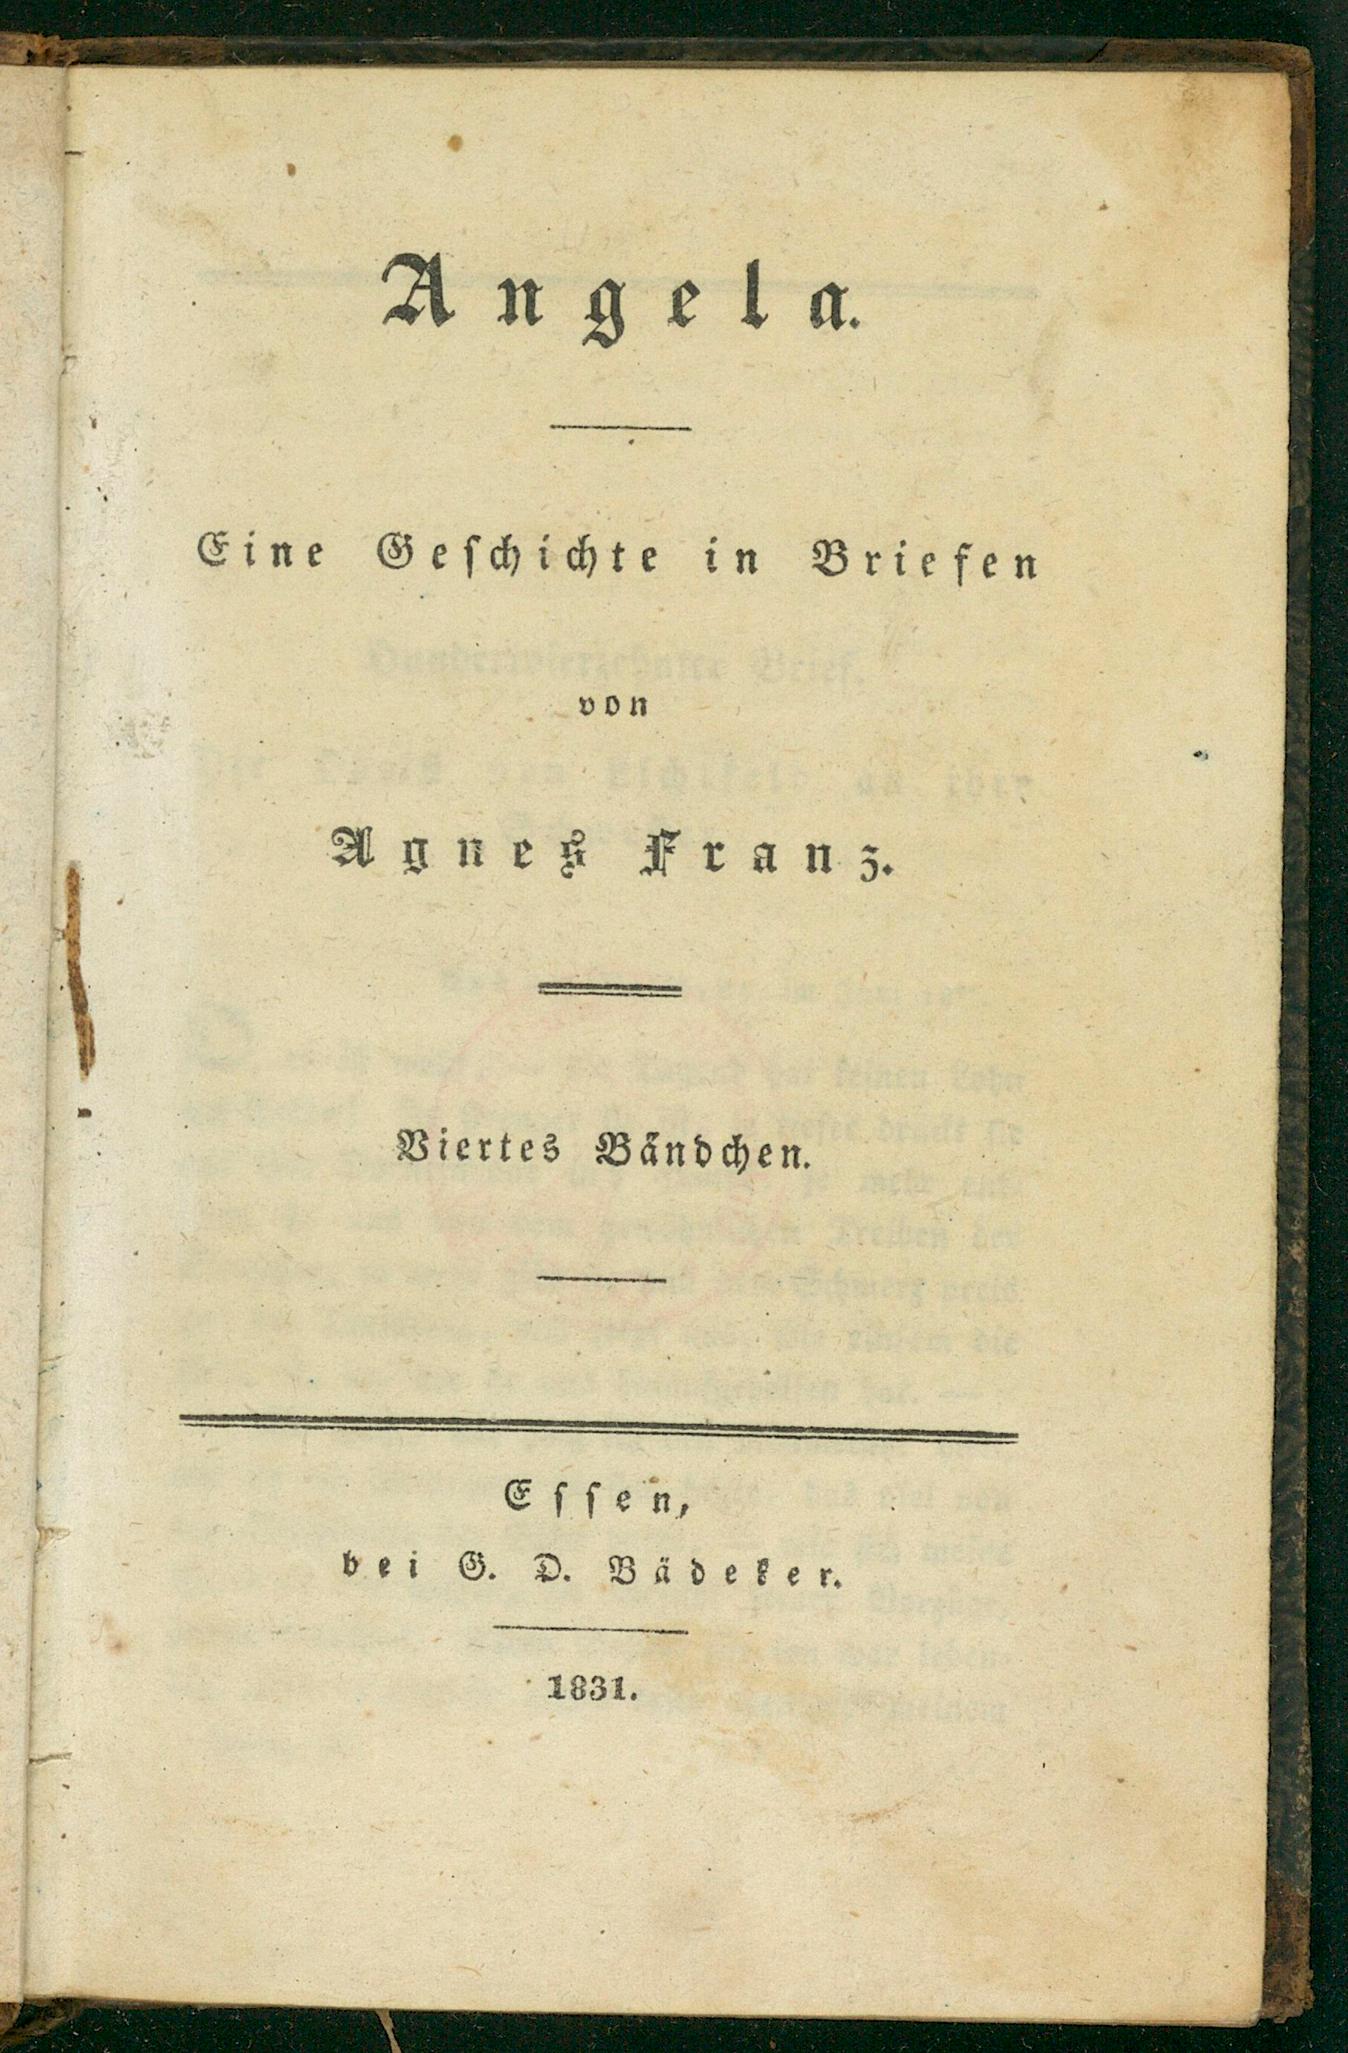 Angela.
Eine Geschichte in Briefen
von
Agnes Franz.
Viertes Bändchen.
Essen,
bei G. D. Bädeker.
1831.